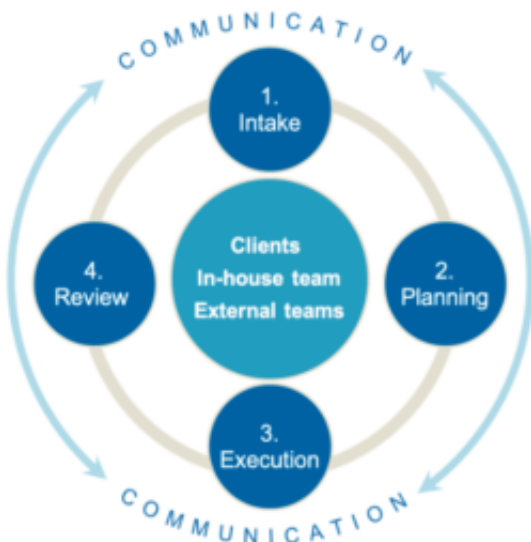 COMMUNICATION
1.
Intake
Clients
In-house team
External teams
4.
Review
2.
Planning
3.
Execution
COMMUNICATION